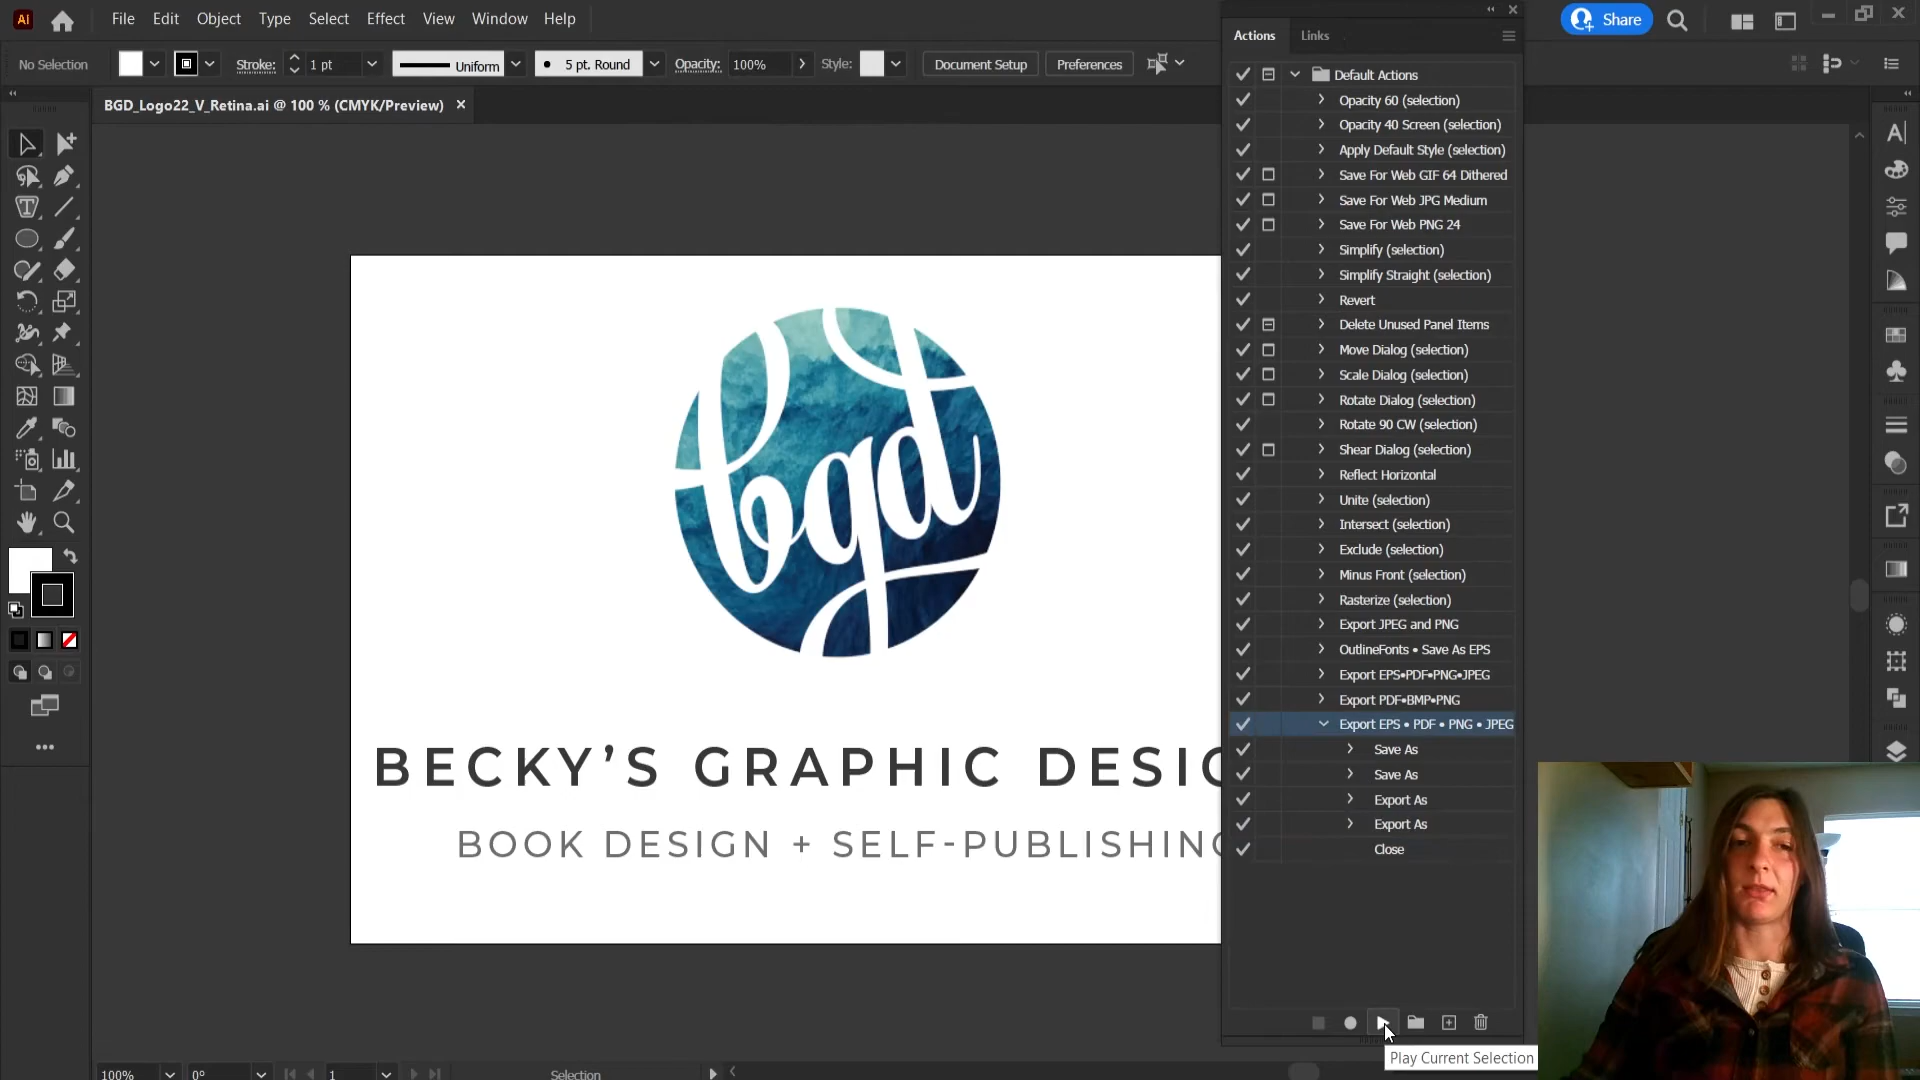 Ai File Edit Object Type Select Effect View Window Help
Share
No Selection Stroke: 1 pt Uniform 5 pt. Round Opacity: 100% Style: Document Setup Preferences
BGD_Logo22_V_Retina.ai @ 100 % (CMYK/Preview)
bgd
BECKY’S GRAPHIC DESIG
BOOK DESIGN + SELF-PUBLISHING
Actions Links
Default Actions
Opacity 60 (selection)
Opacity 40 Screen (selection)
Apply Default Style (selection)
Save For Web GIF 64 Dithered
Save For Web JPG Medium
Save For Web PNG 24
Simplify (selection)
Simplify Straight (selection)
Revert
Delete Unused Panel Items
Move Dialog (selection)
Scale Dialog (selection)
Rotate Dialog (selection)
Rotate 90 CW (selection)
Shear Dialog (selection)
Reflect Horizontal
Unite (selection)
Intersect (selection)
Exclude (selection)
Minus Front (selection)
Rasterize (selection)
Export JPEG and PNG
OutlineFonts • Save As EPS
Export EPS•PDF•PNG•JPEG
Export PDF•BMP•PNG
Export EPS • PDF • PNG • JPEG
Save As
Save As
Export As
Export As
Close
Play Current Selection
100% 0° 1 Selection